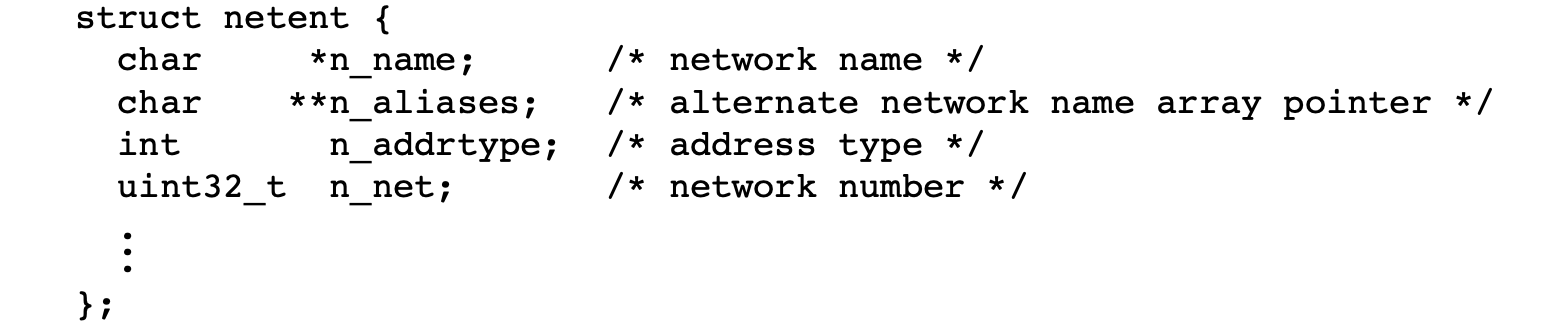 struct netent {
  char     *n_name;      /* network name */
  char    **n_aliases;   /* alternate network name array pointer */
  int       n_addrtype;  /* address type */
  uint32_t  n_net;       /* network number */
  ⋮
};